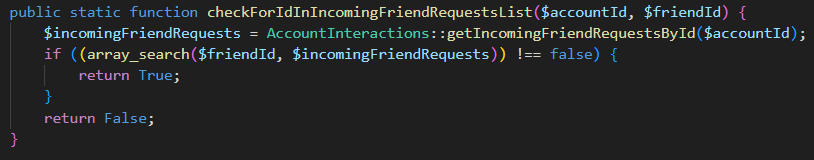 public static function checkForIdInIncomingFriendRequestsList($accountId, $friendId) {
    $incomingFriendRequests = AccountInteractions::getIncomingFriendRequestsById($accountId);
    if ((array_search($friendId, $incomingFriendRequests)) !== false) {
        return True;
    }
    return False;
}